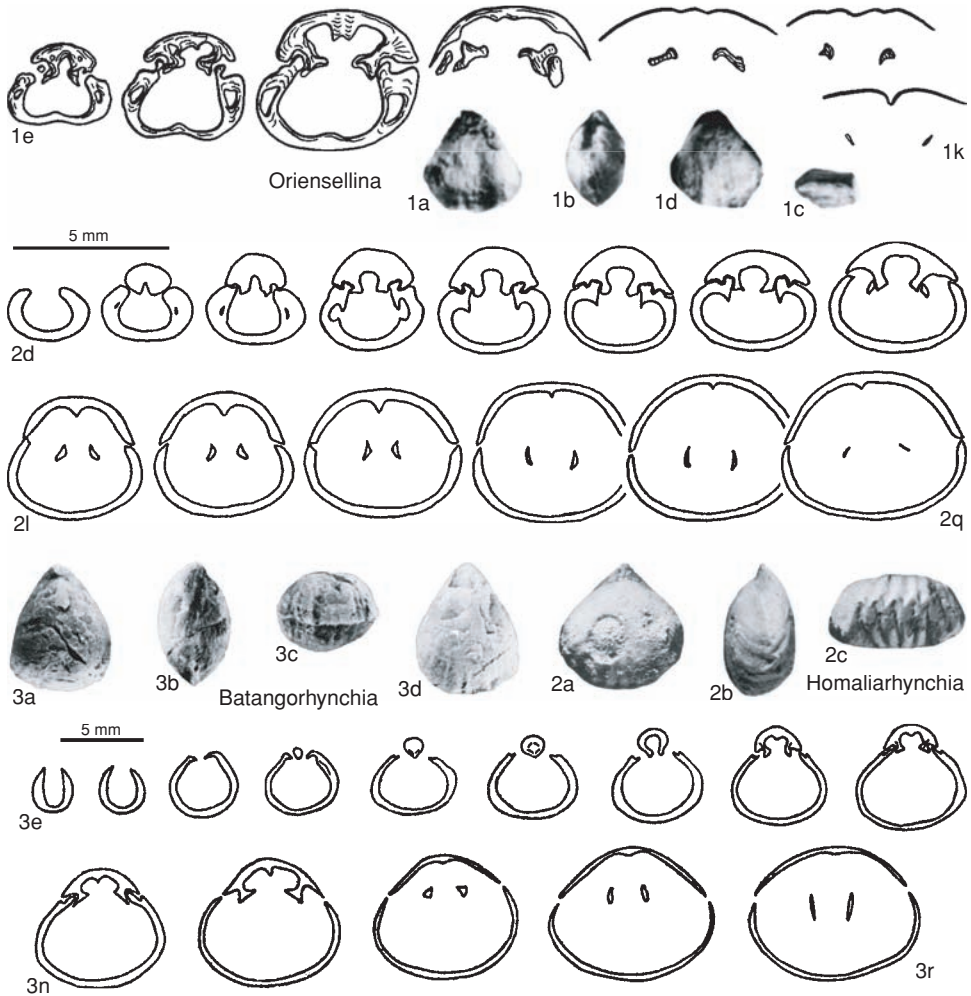 1e
1k
Oriensellina
1a
1b
1d
1c
5 mm
2d
2l
2q
3a
3b
3c
3d
2a
2b
2c
Batangorhynchia
Homaliarhynchia
5 mm
3e
3n
3r